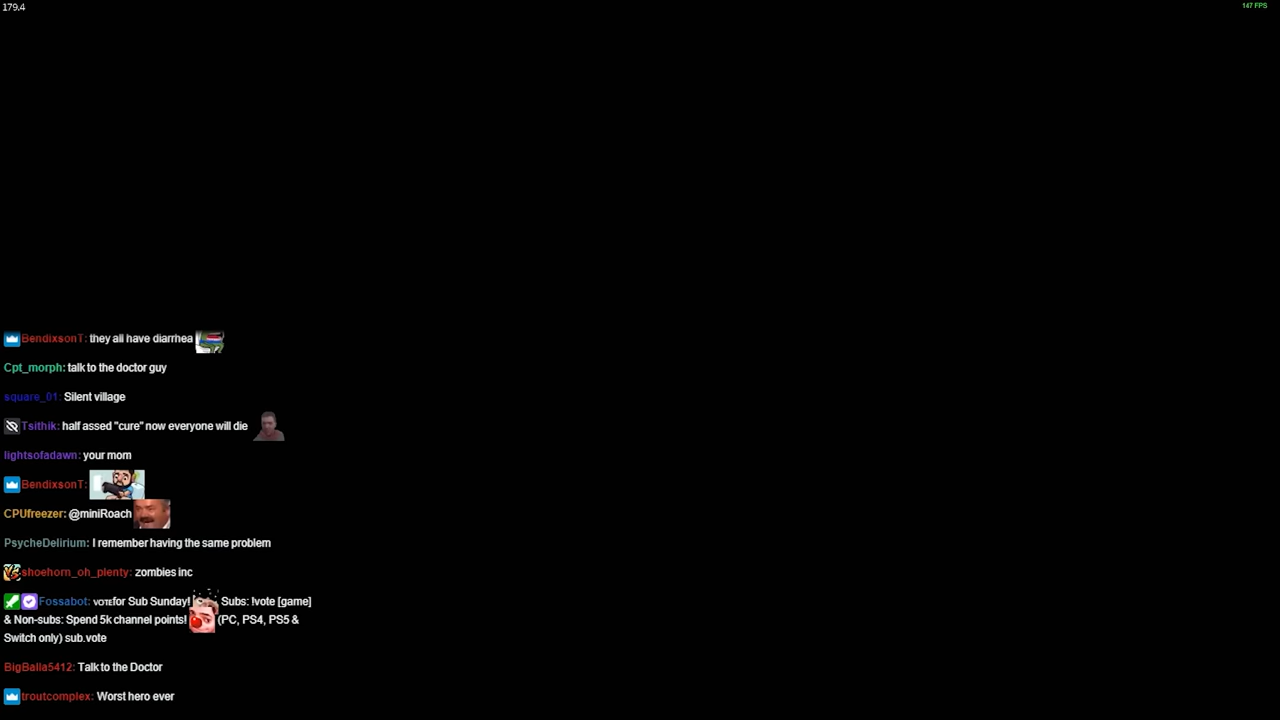 179.4
147 FPS
BendixsonT: they all have diarrhea
Cpt_morph: talk to the doctor guy
square_01: Silent village
Tsithik: half assed "cure" now everyone will die
lightsofadawn: your mom
BendixsonT:
CPUfreezer: @miniRoach
PsycheDelirium: I remember having the same problem
shoehorn_oh_plenty: zombies inc
Fossabot: VOTE for Sub Sunday! Subs: !vote [game]
& Non-subs: Spend 5k channel points! (PC, PS4, PS5 &
Switch only) sub.vote
BigBalla5412: Talk to the Doctor
troutcomplex: Worst hero ever